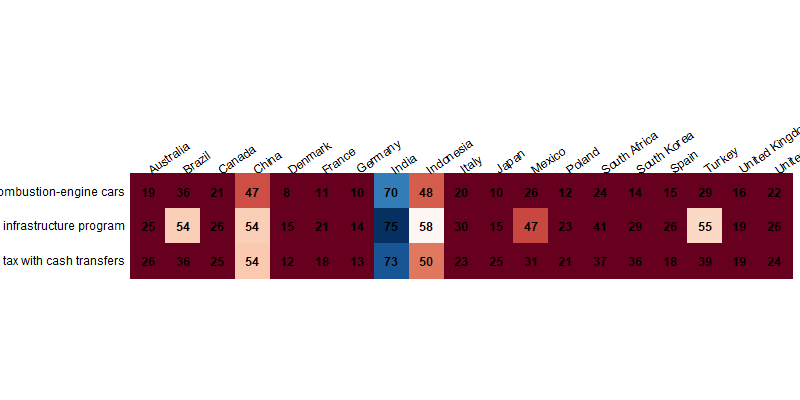 Australia Brazil Canada China Denmark France Germany India Indonesia Italy Japan Mexico Poland South Africa South Korea Spain Turkey United Kingdo United
combustion-engine cars 19 36 21 47 8 11 10 70 48 20 10 26 12 24 14 15 29 16 22
infrastructure program 25 54 26 54 15 21 14 75 58 30 15 47 23 41 29 26 55 19 26
tax with cash transfers 26 36 25 54 12 18 13 73 50 23 25 31 21 37 36 18 39 19 24